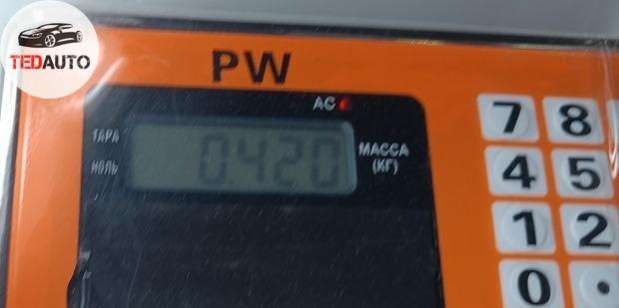 TEDAUTO
PW
AC
ТАРА
НОЛЬ
0.420
МАССА
(КГ)
7 8
4 5
1 2
0 .